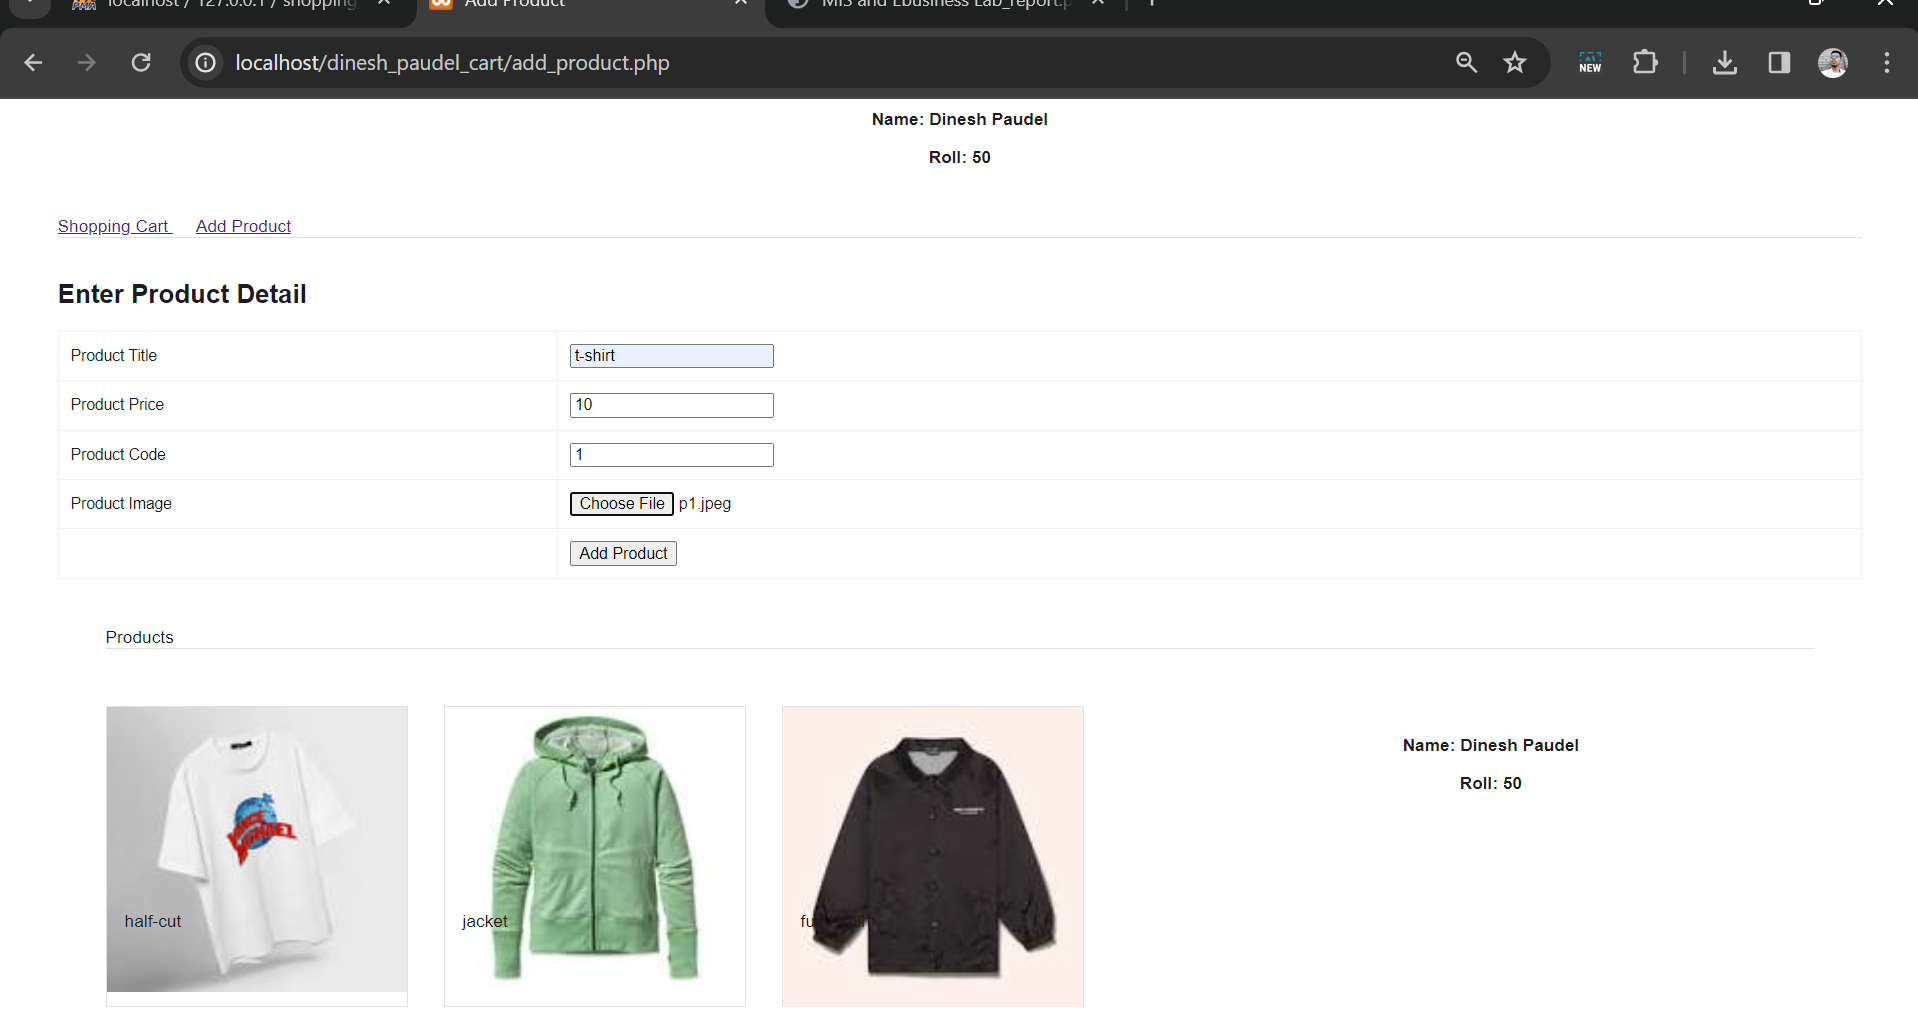 localhost / 127.0.0.1 / shopping
Add Product
MIS and Ebusiness Lab_report.p
localhost/dinesh_paudel_cart/add_product.php
NEW
Name: Dinesh Paudel
Roll: 50
Shopping Cart Add Product
Enter Product Detail
Product Title t-shirt
Product Price 10
Product Code 1
Product Image Choose File p1.jpeg
Add Product
Products
Name: Dinesh Paudel
Roll: 50
half-cut jacket